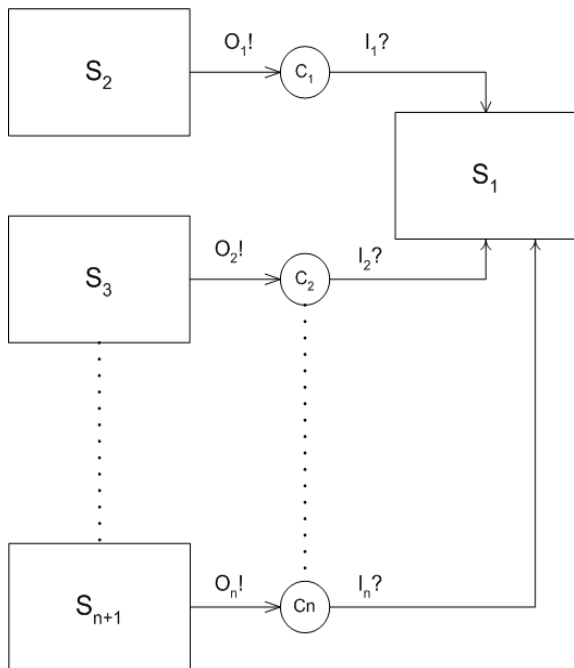 O₁! I₁?
S₂ C₁
S₁
O₂! I₂?
S₃ C₂
Oₙ! Iₙ?
Sₙ₊₁ Cn